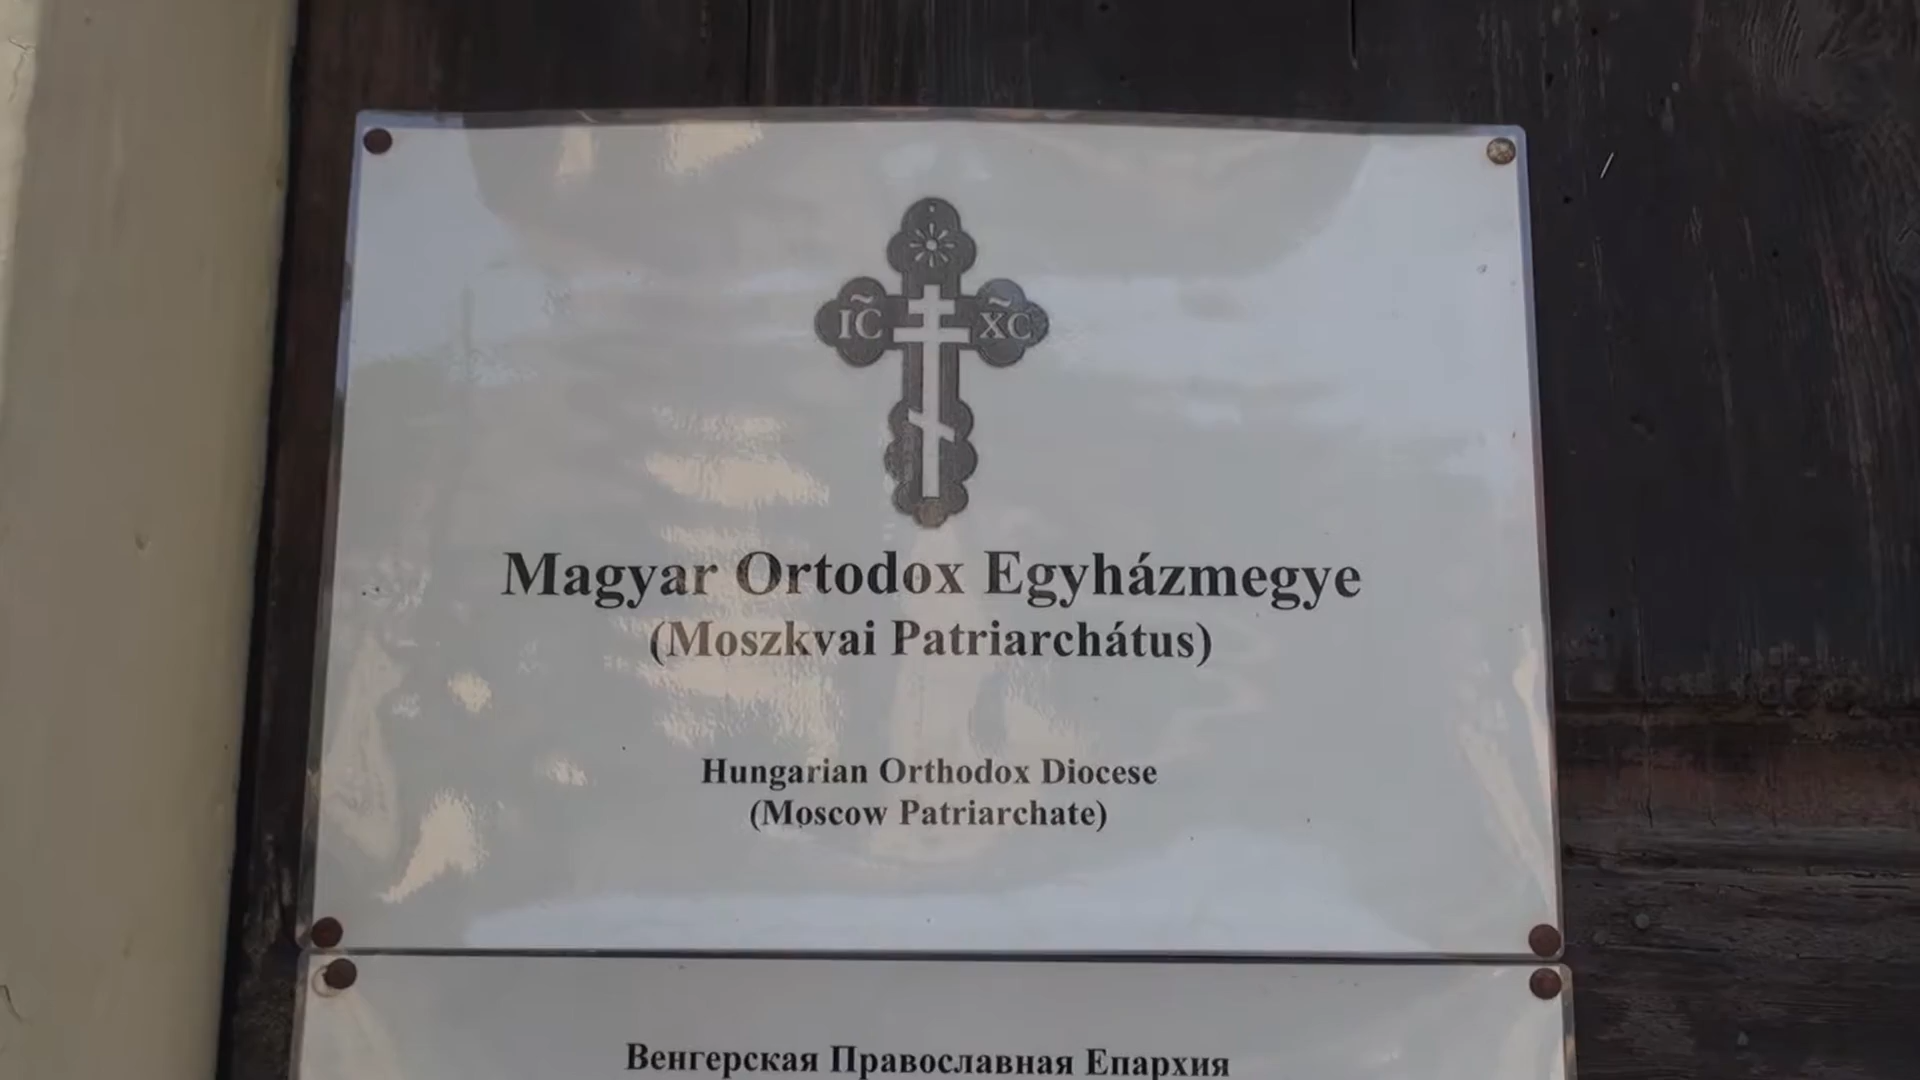 IC XC
Magyar Ortodox Egyházmegye
(Moszkvai Patriarchátus)
Hungarian Orthodox Diocese
(Moscow Patriarchate)
Венгерская Православная Епархия